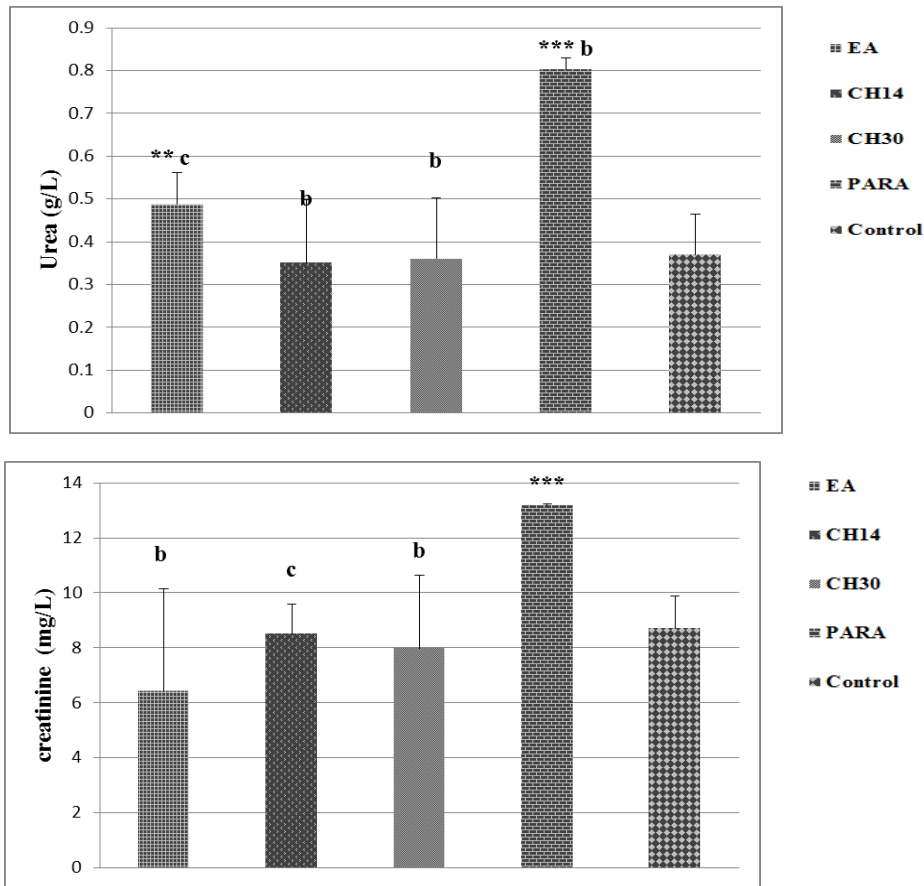 0.9
0.8
0.7
0.6
0.5
0.4
0.3
0.2
0.1
0
Urea (g/L)
** c
b
b
*** b
EA
CH14
CH30
PARA
Control
14
12
10
8
6
4
2
0
creatinine (mg/L)
b
c
b
***
EA
CH14
CH30
PARA
Control